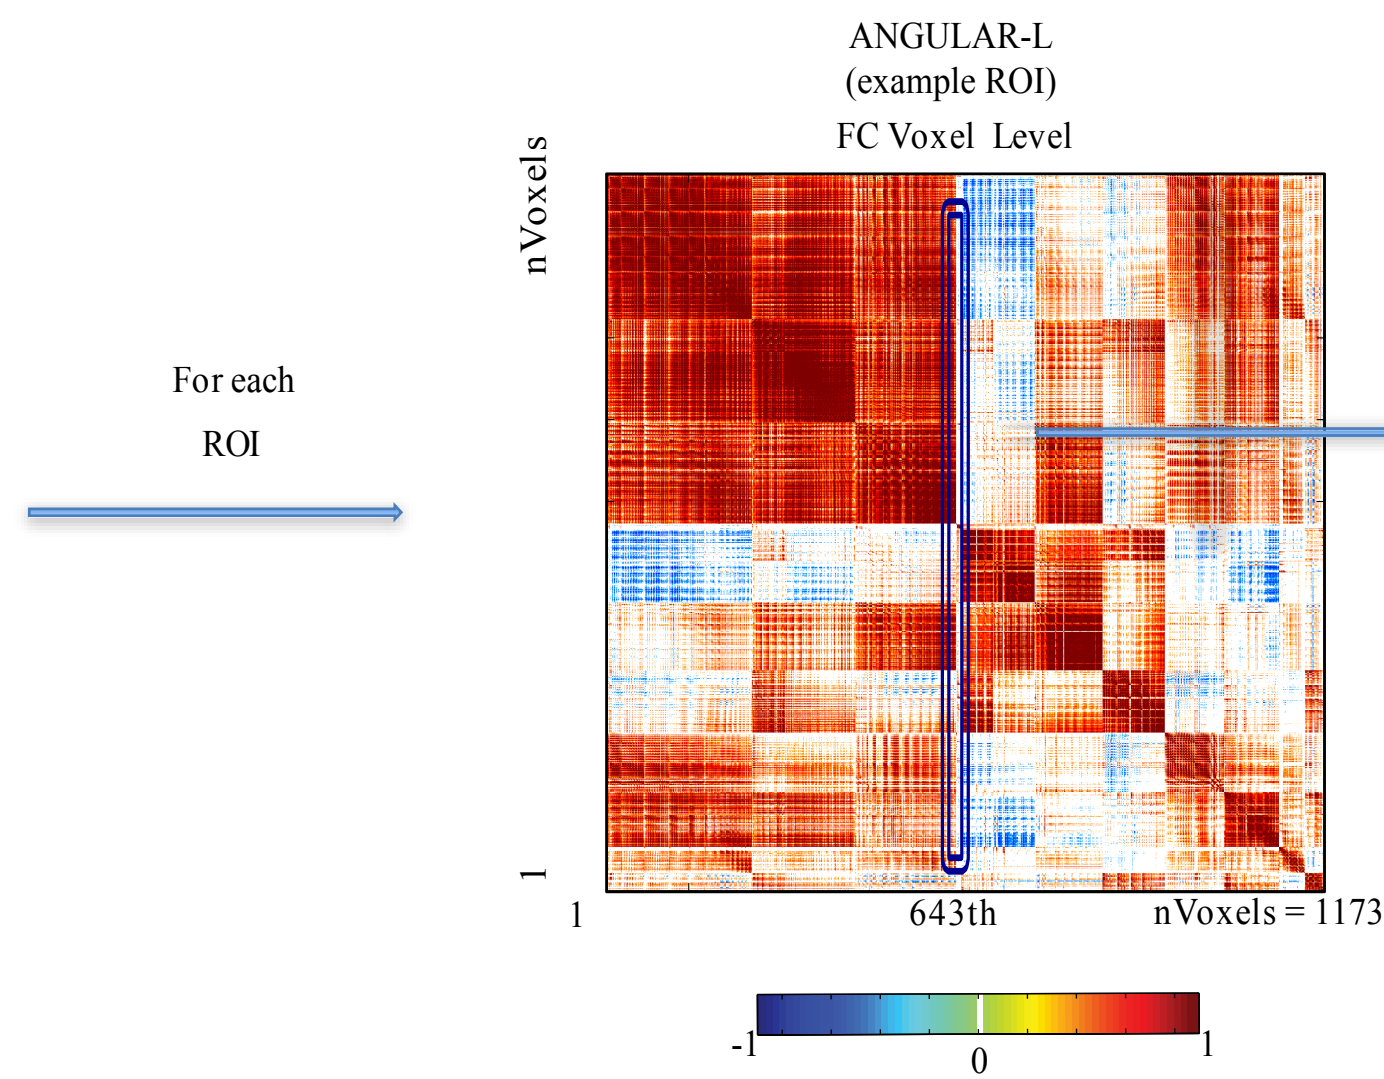 ANGULAR-L
(example ROI)
FC Voxel Level
nVoxels
For each
ROI
1
1
643th
nVoxels = 1173
-1
0
1